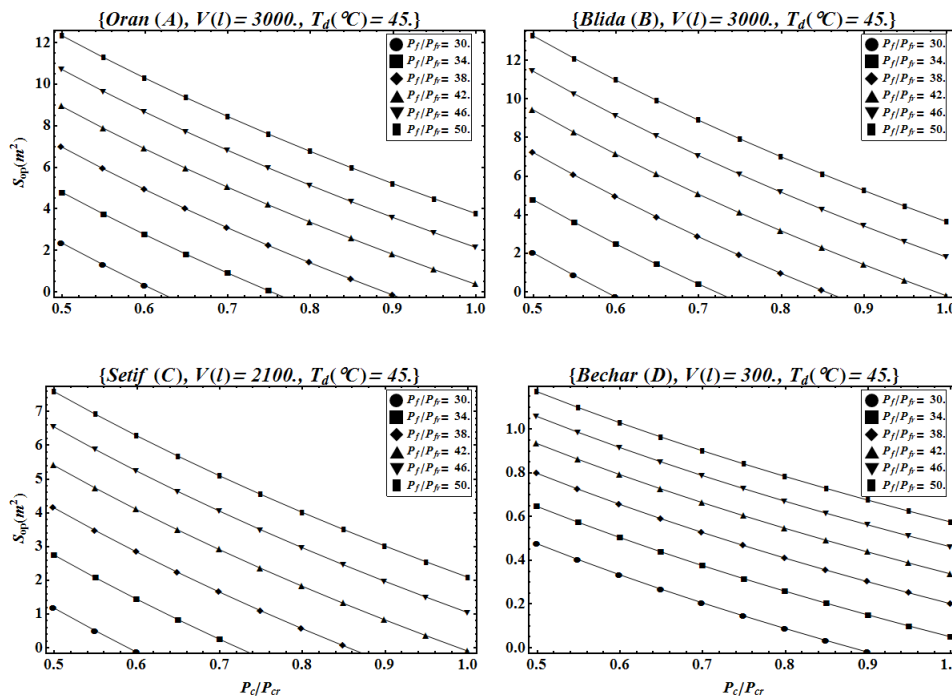 {Oran (A), V(l)= 3000., T_d(℃)= 45.}
P_f/P_fr= 30.
P_f/P_fr= 34.
P_f/P_fr= 38.
P_f/P_fr= 42.
P_f/P_fr= 46.
P_f/P_fr= 50.
S_op(m²)
12
10
8
6
4
2
0
0.5 0.6 0.7 0.8 0.9 1.0
{Blida (B), V(l)= 3000., T_d(℃)= 45.}
P_f/P_fr= 30.
P_f/P_fr= 34.
P_f/P_fr= 38.
P_f/P_fr= 42.
P_f/P_fr= 46.
P_f/P_fr= 50.
12
10
8
6
4
2
0
0.5 0.6 0.7 0.8 0.9 1.0
{Setif (C), V(l)= 2100., T_d(℃)= 45.}
P_f/P_fr= 30.
P_f/P_fr= 34.
P_f/P_fr= 38.
P_f/P_fr= 42.
P_f/P_fr= 46.
P_f/P_fr= 50.
S_op(m²)
7
6
5
4
3
2
1
0
0.5 0.6 0.7 0.8 0.9 1.0
P_c/P_cr
{Bechar (D), V(l)= 300., T_d(℃)= 45.}
P_f/P_fr= 30.
P_f/P_fr= 34.
P_f/P_fr= 38.
P_f/P_fr= 42.
P_f/P_fr= 46.
P_f/P_fr= 50.
1.0
0.8
0.6
0.4
0.2
0.0
0.5 0.6 0.7 0.8 0.9 1.0
P_c/P_cr